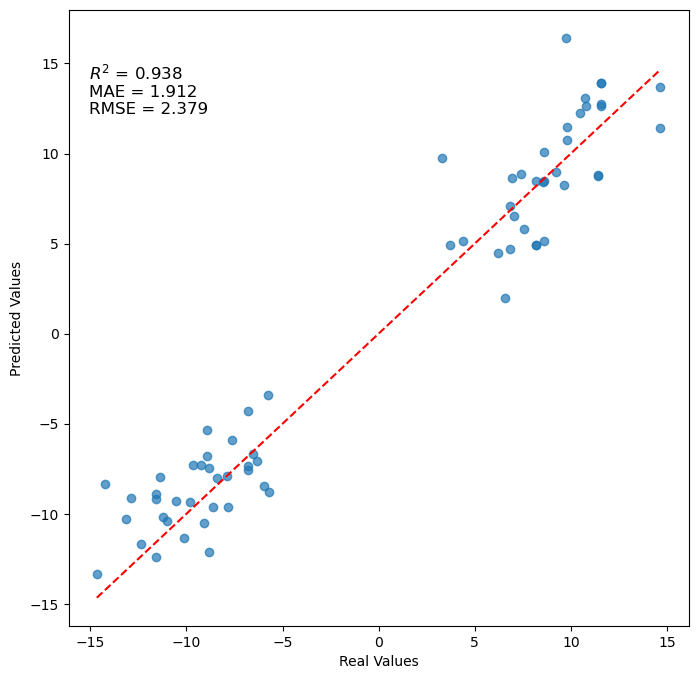 R² = 0.938
MAE = 1.912
RMSE = 2.379
15
10
5
0
−5
−10
−15
Predicted Values
−15 −10 −5 0 5 10 15
Real Values